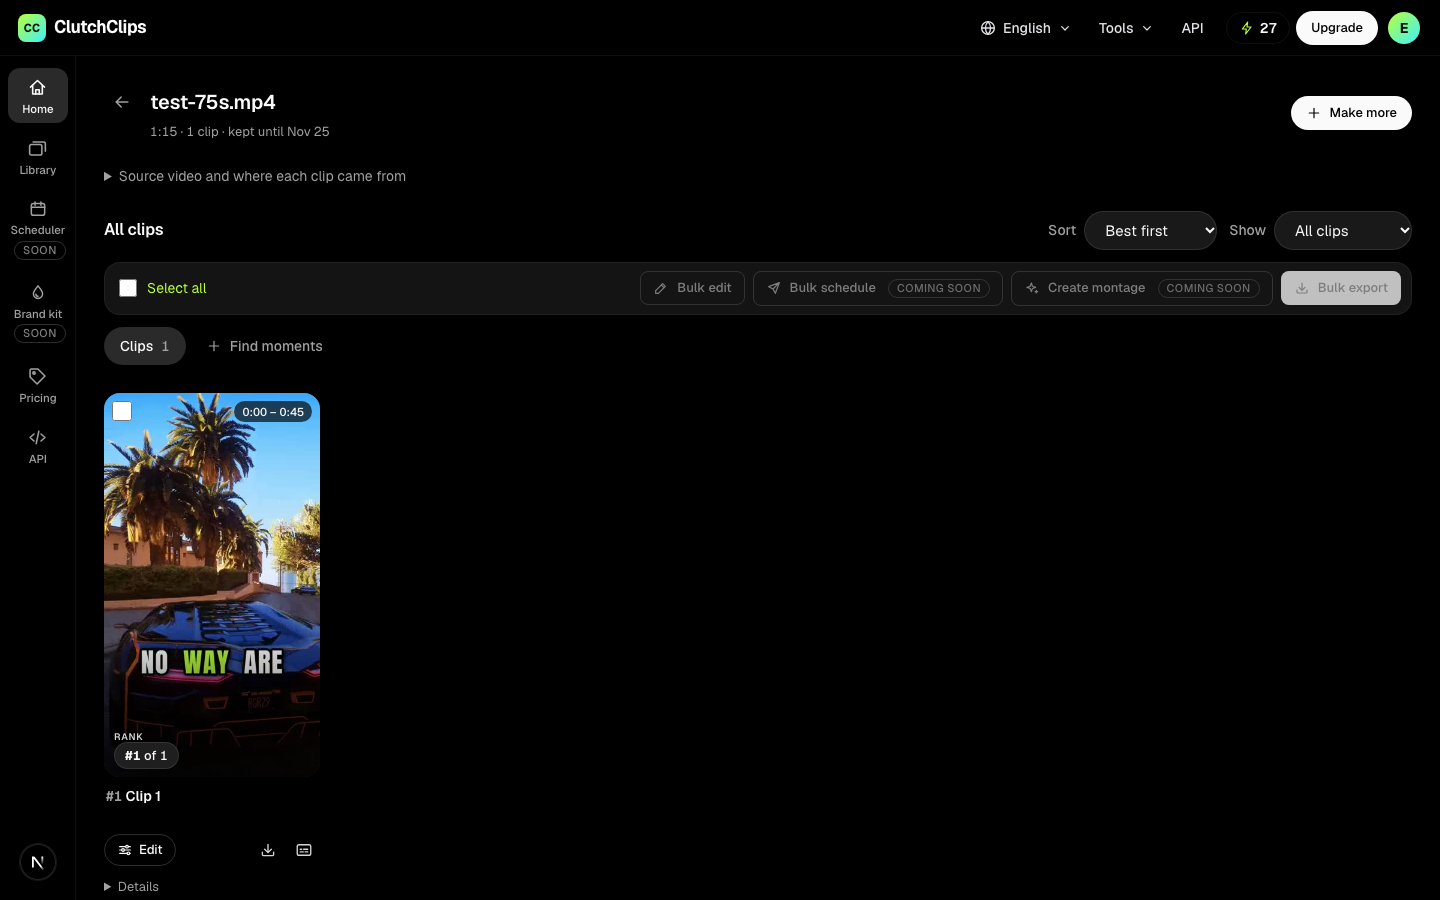 CC ClutchClips
English
Tools
API
27
Upgrade
E
Home
Library
Scheduler
SOON
Brand kit
SOON
Pricing
API
N
test-75s.mp4
1:15 · 1 clip · kept until Nov 25
Make more
Source video and where each clip came from
All clips
Sort Best first
Show All clips
Select all
Bulk edit
Bulk schedule COMING SOON
Create montage COMING SOON
Bulk export
Clips 1
Find moments
0:00 – 0:45
NO WAY ARE
RANK
#1 of 1
#1 Clip 1
Edit
Details